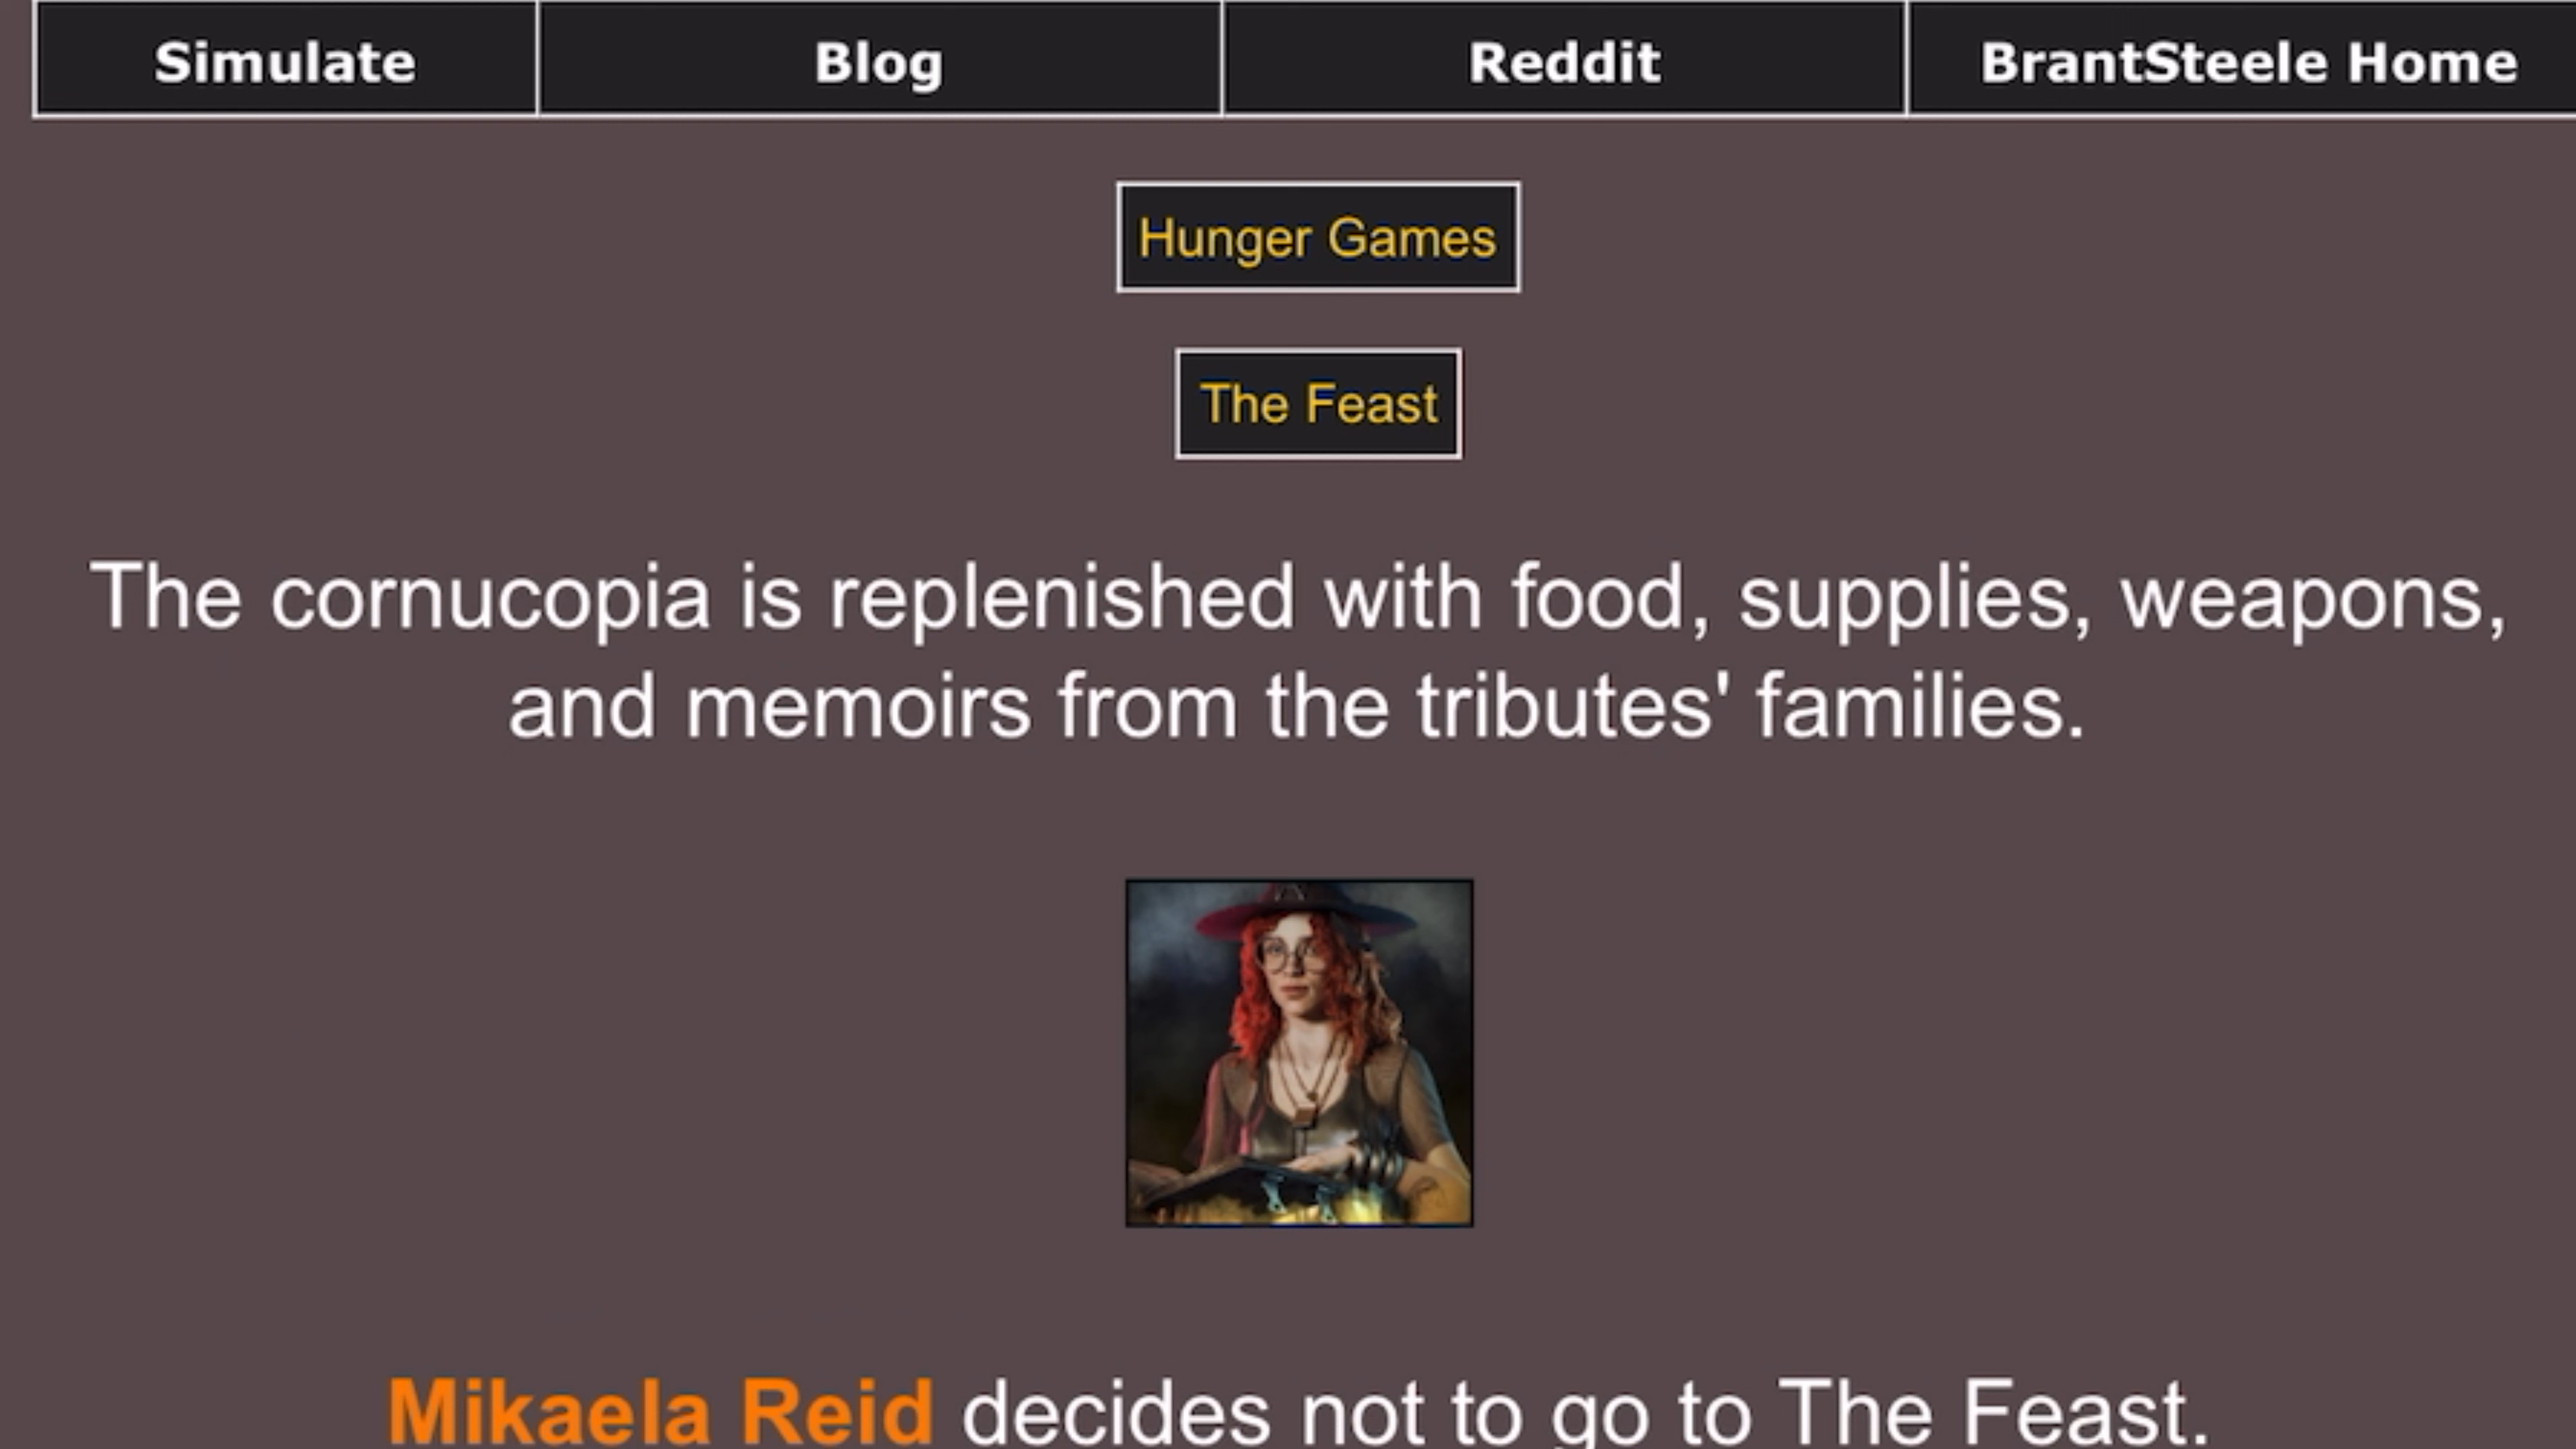 Simulate Blog Reddit BrantSteele Home
Hunger Games
The Feast
The cornucopia is replenished with food, supplies, weapons,
and memoirs from the tributes' families.
Mikaela Reid decides not to go to The Feast.